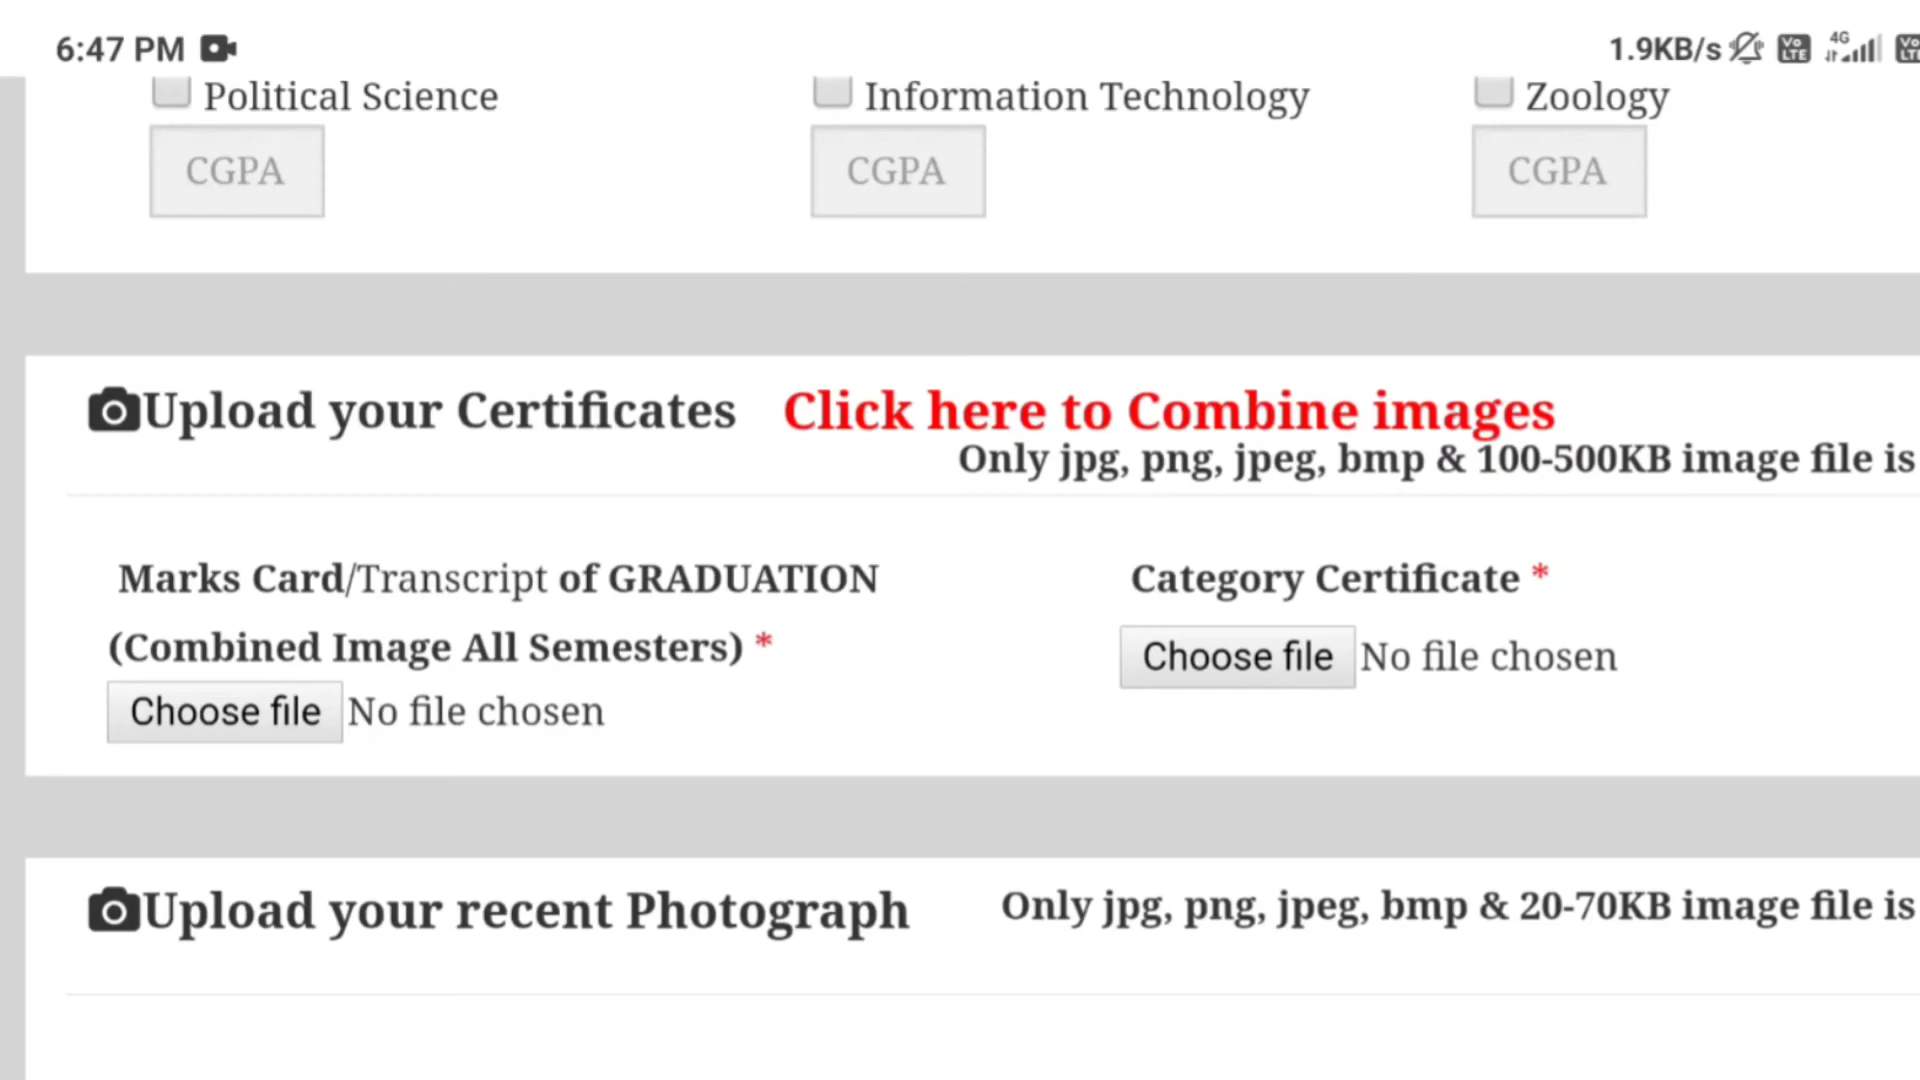 6:47 PM 1.9KB/s Vo LTE 4G
Political Science Information Technology Zoology
CGPA CGPA CGPA
Upload your Certificates Click here to Combine images
Only jpg, png, jpeg, bmp & 100-500KB image file is
Marks Card/Transcript of GRADUATION Category Certificate *
(Combined Image All Semesters) *
Choose file No file chosen
Choose file No file chosen
Upload your recent Photograph Only jpg, png, jpeg, bmp & 20-70KB image file is